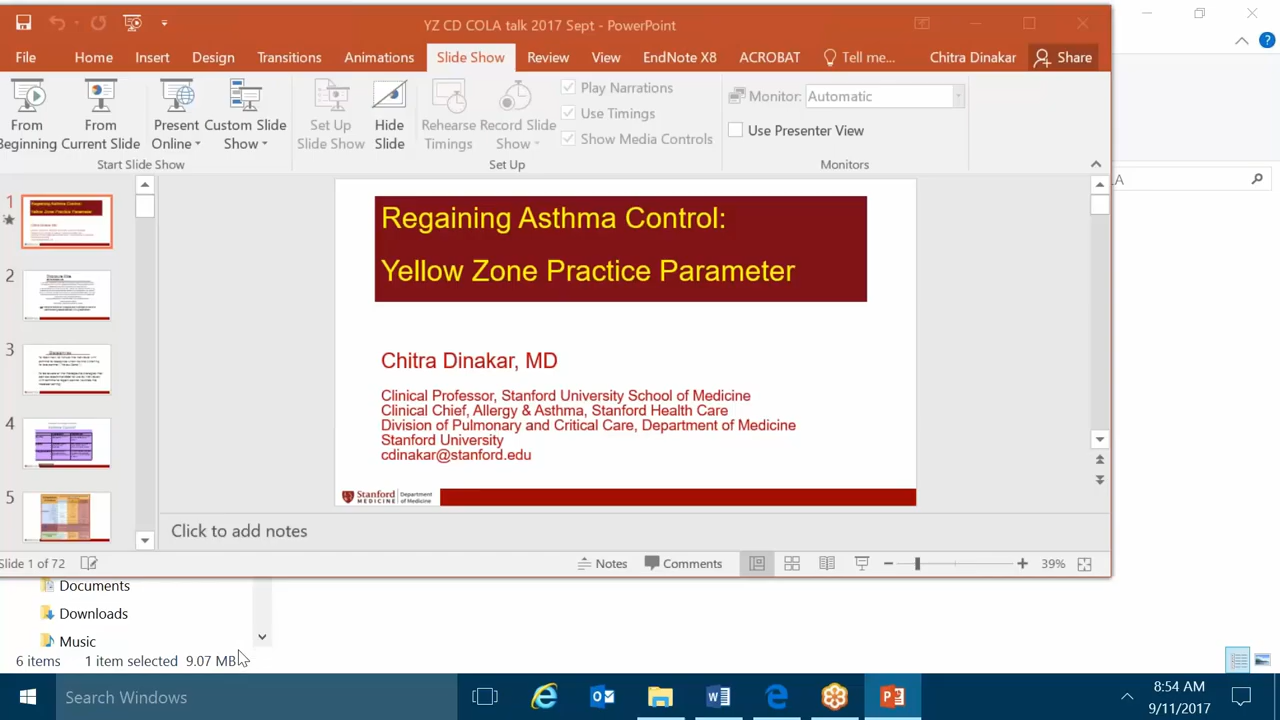 YZ CD COLA talk 2017 Sept - PowerPoint
File Home Insert Design Transitions Animations Slide Show Review View EndNote X8 ACROBAT Tell me... Chitra Dinakar Share
From Beginning
From Current Slide
Present Online
Custom Slide Show
Set Up Slide Show
Hide Slide
Rehearse Timings
Record Slide Show
Play Narrations
Use Timings
Show Media Controls
Monitor: Automatic
Use Presenter View
Start Slide Show
Set Up
Monitors
?
LA
1
2
3
4
5
Regaining Asthma Control:
Yellow Zone Practice Parameter
Chitra Dinakar, MD
Clinical Professor, Stanford University School of Medicine
Clinical Chief, Allergy & Asthma, Stanford Health Care
Division of Pulmonary and Critical Care, Department of Medicine
Stanford University
cdinakar@stanford.edu
Stanford MEDICINE Department of Medicine
Click to add notes
Slide 1 of 72 Notes Comments 39%
Documents
Downloads
Music
6 items 1 item selected 9.07 MB
Search Windows
8:54 AM
9/11/2017